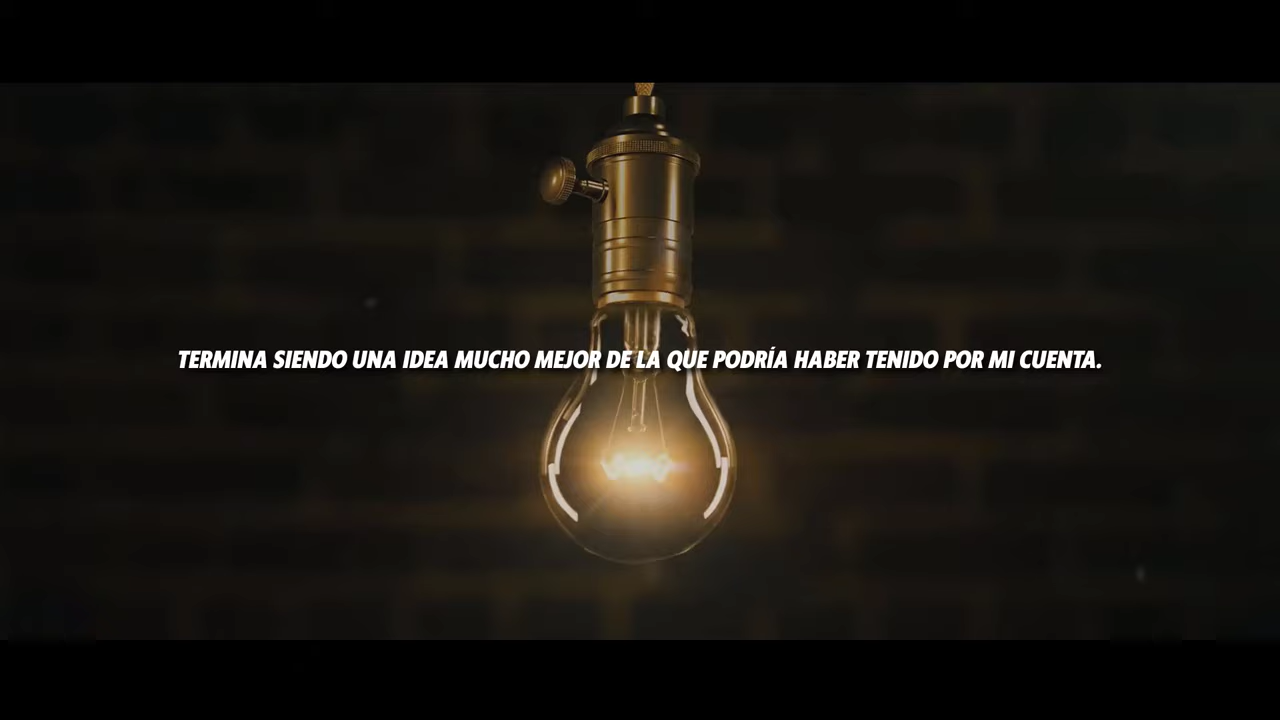 TERMINA SIENDO UNA IDEA MUCHO MEJOR DE LA QUE PODRÍA HABER TENIDO POR MI CUENTA.